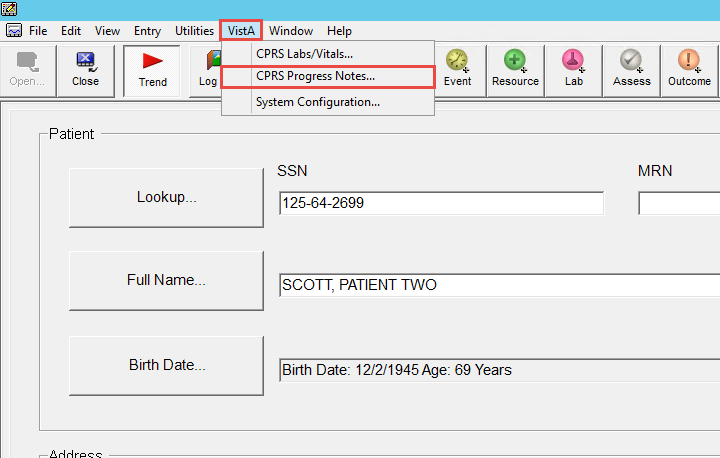 File Edit View Entry Utilities VistA Window Help
Open... Close Trend Log Event Resource Lab Assess Outcome
CPRS Labs/Vitals...
CPRS Progress Notes...
System Configuration...
Patient
SSN MRN
Lookup... 125-64-2699
Full Name... SCOTT, PATIENT TWO
Birth Date... Birth Date: 12/2/1945 Age: 69 Years
Address